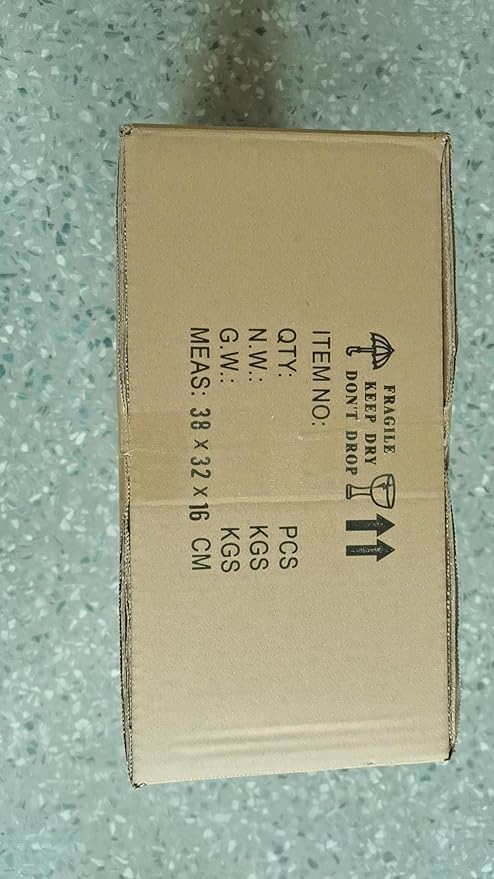 FRAGILE
KEEP DRY
DON'T DROP
ITEM NO:
QTY: PCS
N.W.: KGS
G.W.: KGS
MEAS: 38 x 32 x 16 CM